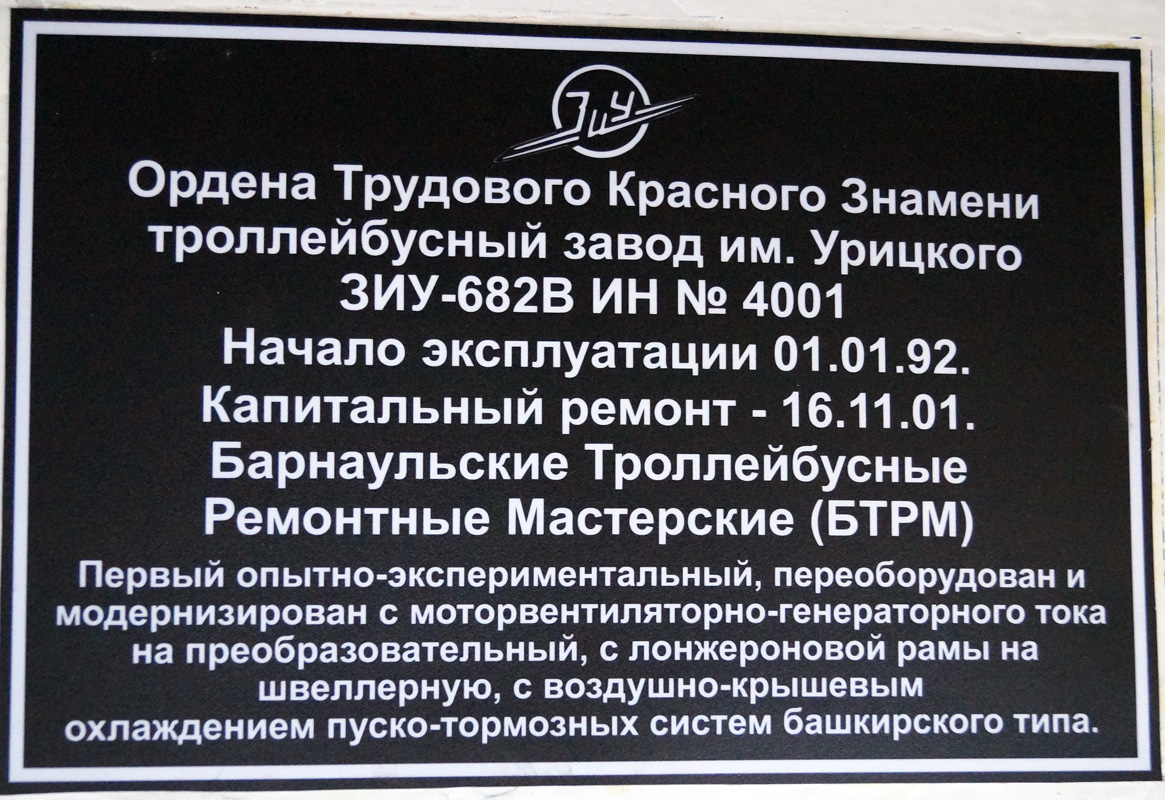 ЗиУ
Ордена Трудового Красного Знамени
троллейбусный завод им. Урицкого
ЗИУ-682В ИН № 4001
Начало эксплуатации 01.01.92.
Капитальный ремонт - 16.11.01.
Барнаульские Троллейбусные
Ремонтные Мастерские (БТРМ)
Первый опытно-экспериментальный, переоборудован и
модернизирован с моторвентиляторно-генераторного тока
на преобразовательный, с лонжероновой рамы на
швеллерную, с воздушно-крышевым
охлаждением пуско-тормозных систем башкирского типа.